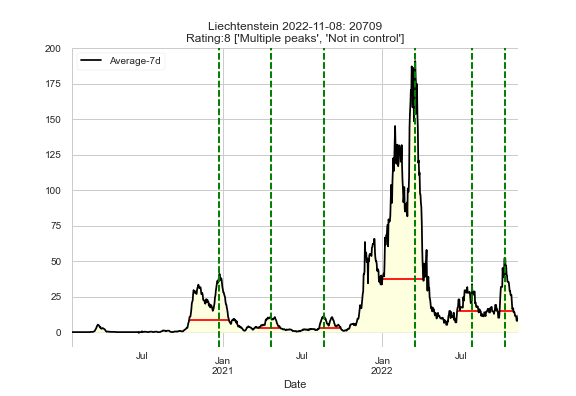 Liechtenstein 2022-11-08: 20709
Rating:8 ['Multiple peaks', 'Not in control']
Average-7d
200
175
150
125
100
75
50
25
0
Jul
Jan
2021
Jul
Jan
2022
Jul
Date